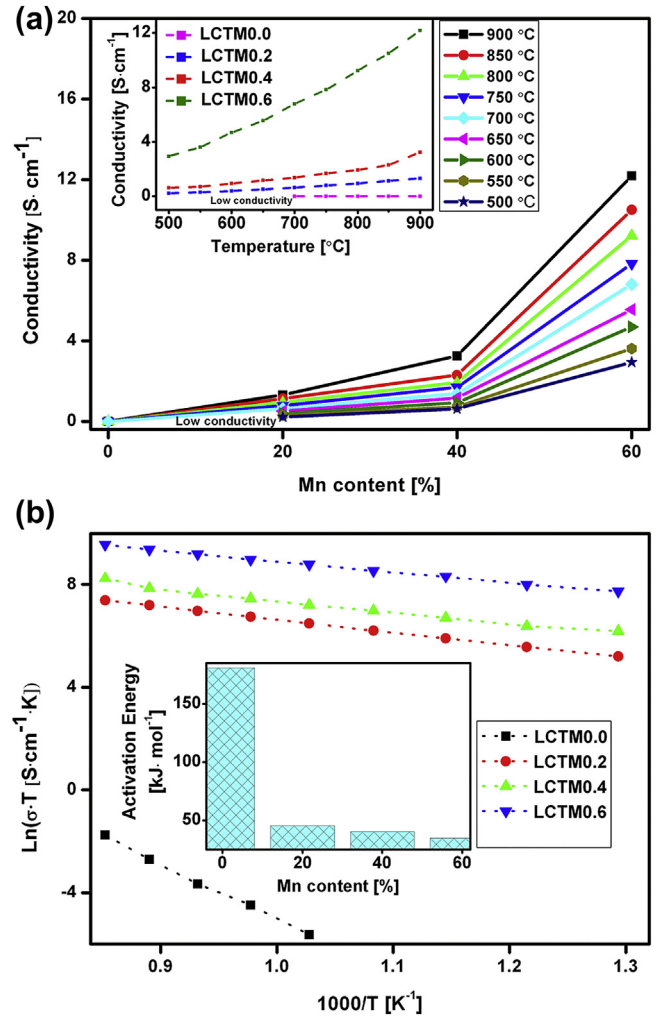 (a)
20
16
12
8
4
0
Conductivity [S· cm⁻¹]
0
20
40
60
Mn content [%]
Low conductivity
12
8
4
0
Conductivity [S·cm⁻¹]
500
600
700
800
900
Temperature [°C]
Low conductivity
LCTM0.0
LCTM0.2
LCTM0.4
LCTM0.6
900 °C
850 °C
800 °C
750 °C
700 °C
650 °C
600 °C
550 °C
500 °C
(b)
8
4
0
-4
Ln(σ·T [S·cm⁻¹·K])
0.9
1.0
1.1
1.2
1.3
1000/T [K⁻¹]
150
100
50
Activation Energy
[kJ· mol⁻¹]
0
20
40
60
Mn content [%]
LCTM0.0
LCTM0.2
LCTM0.4
LCTM0.6